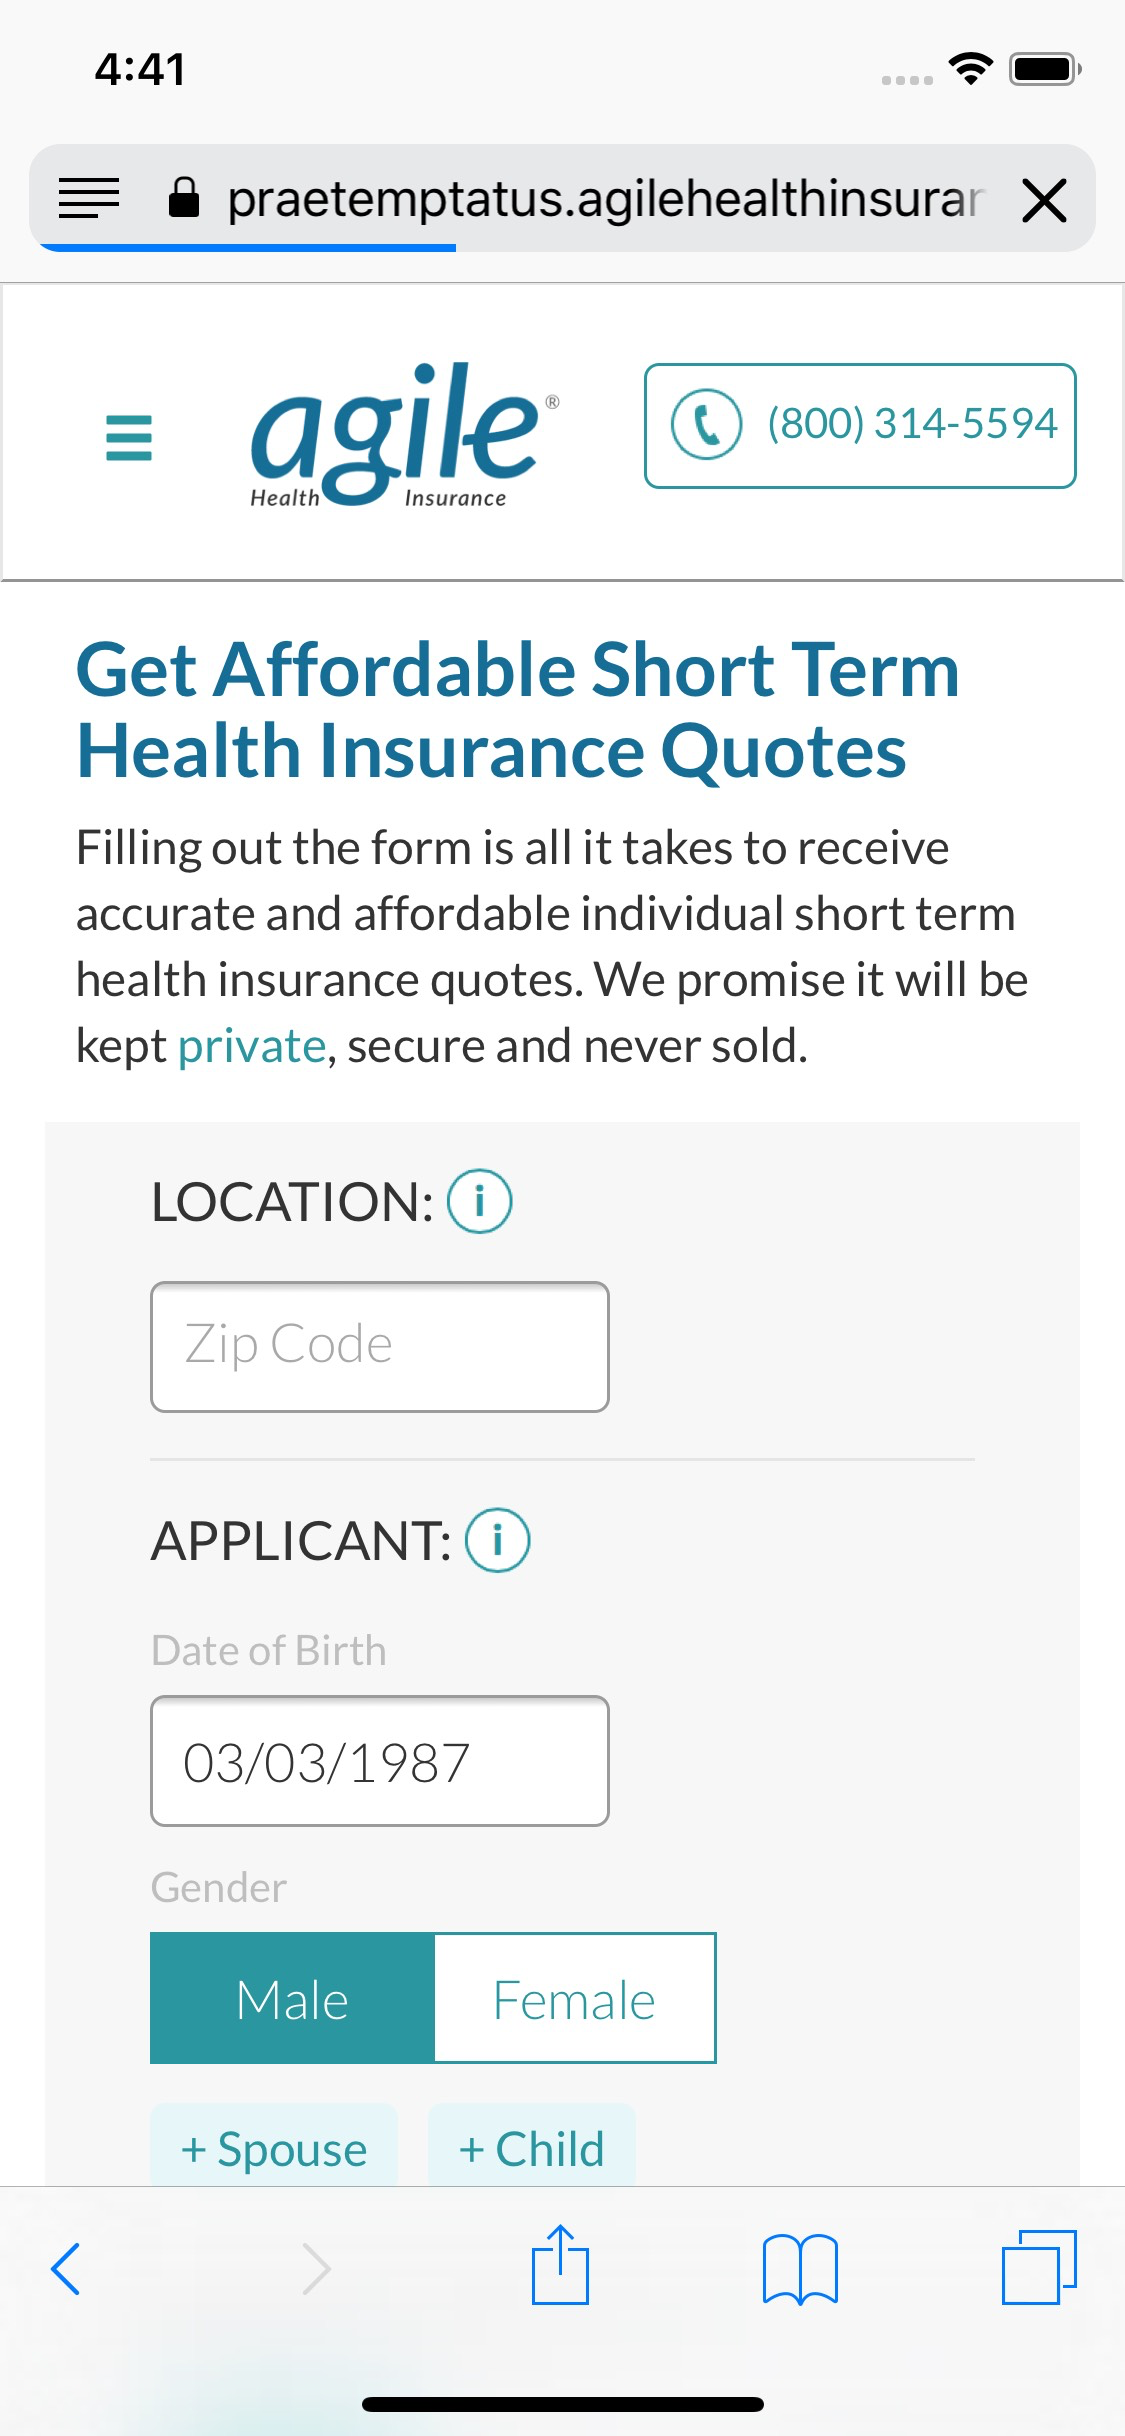 4:41
praetemptatus.agilehealthinsurar
agile®
Health Insurance
(800) 314-5594
Get Affordable Short Term
Health Insurance Quotes
Filling out the form is all it takes to receive
accurate and affordable individual short term
health insurance quotes. We promise it will be
kept private, secure and never sold.
LOCATION: i
Zip Code
APPLICANT: i
Date of Birth
03/03/1987
Gender
Male Female
+ Spouse + Child